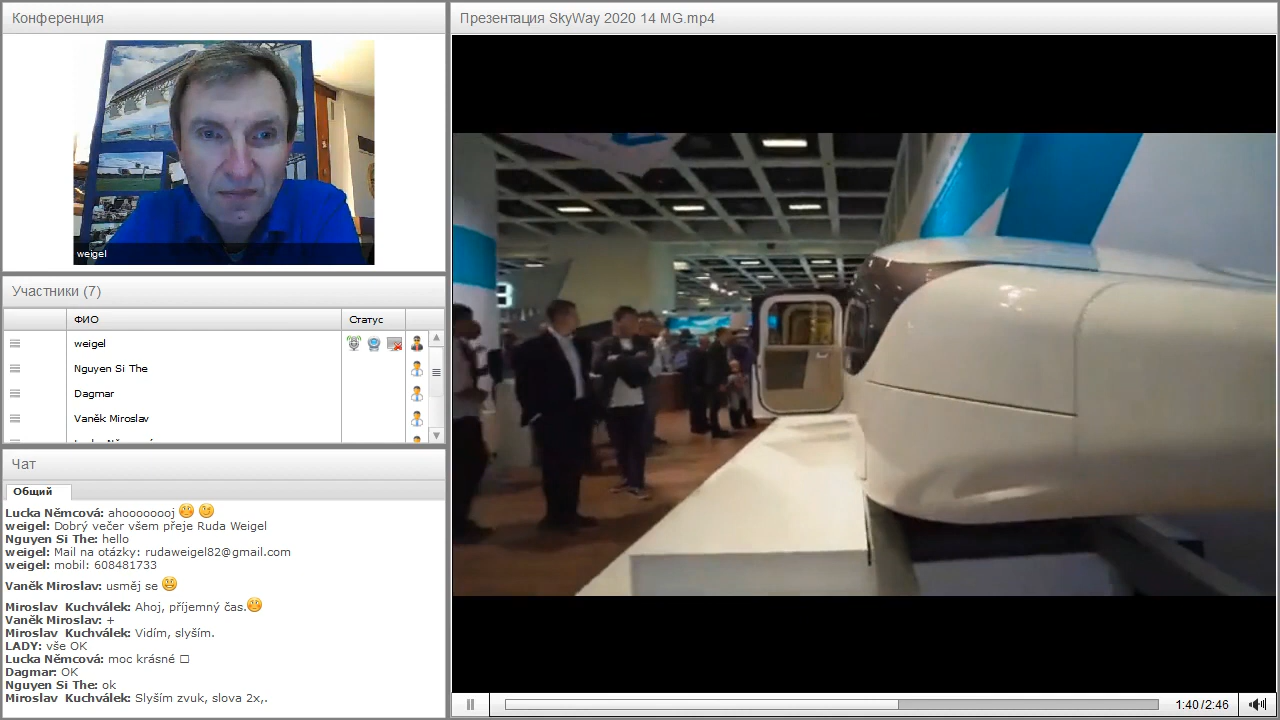 Конференция
weigel
Участники (7)
ФИО Статус
weigel
Nguyen Si The
Dagmar
Vaněk Miroslav
Чат
Общий
Lucka Němcová: ahoooooooj
weigel: Dobrý večer všem přeje Ruda Weigel
Nguyen Si The: hello
weigel: Mail na otázky: rudaweigel82@gmail.com
weigel: mobil: 608481733
Vaněk Miroslav: usměj se
Miroslav Kuchválek: Ahoj, příjemný čas.
Vaněk Miroslav: +
Miroslav Kuchválek: Vidím, slyším.
LADY: vše OK
Lucka Němcová: moc krásné □
Dagmar: OK
Nguyen Si The: ok
Miroslav Kuchválek: Slyším zvuk, slova 2x,.
Презентация SkyWay 2020 14 MG.mp4
3
1:40/2:46